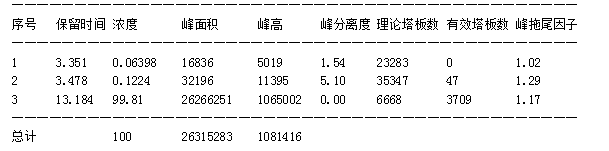 序号 保留时间 浓度 峰面积 峰高 峰分离度 理论塔板数 有效塔板数 峰拖尾因子
1 3.351 0.06398 16836 5019 1.54 23283 0 1.02
2 3.478 0.1224 32196 11395 5.10 35347 47 1.29
3 13.184 99.81 26266251 1065002 0.00 6668 3709 1.17
总计 100 26315283 1081416